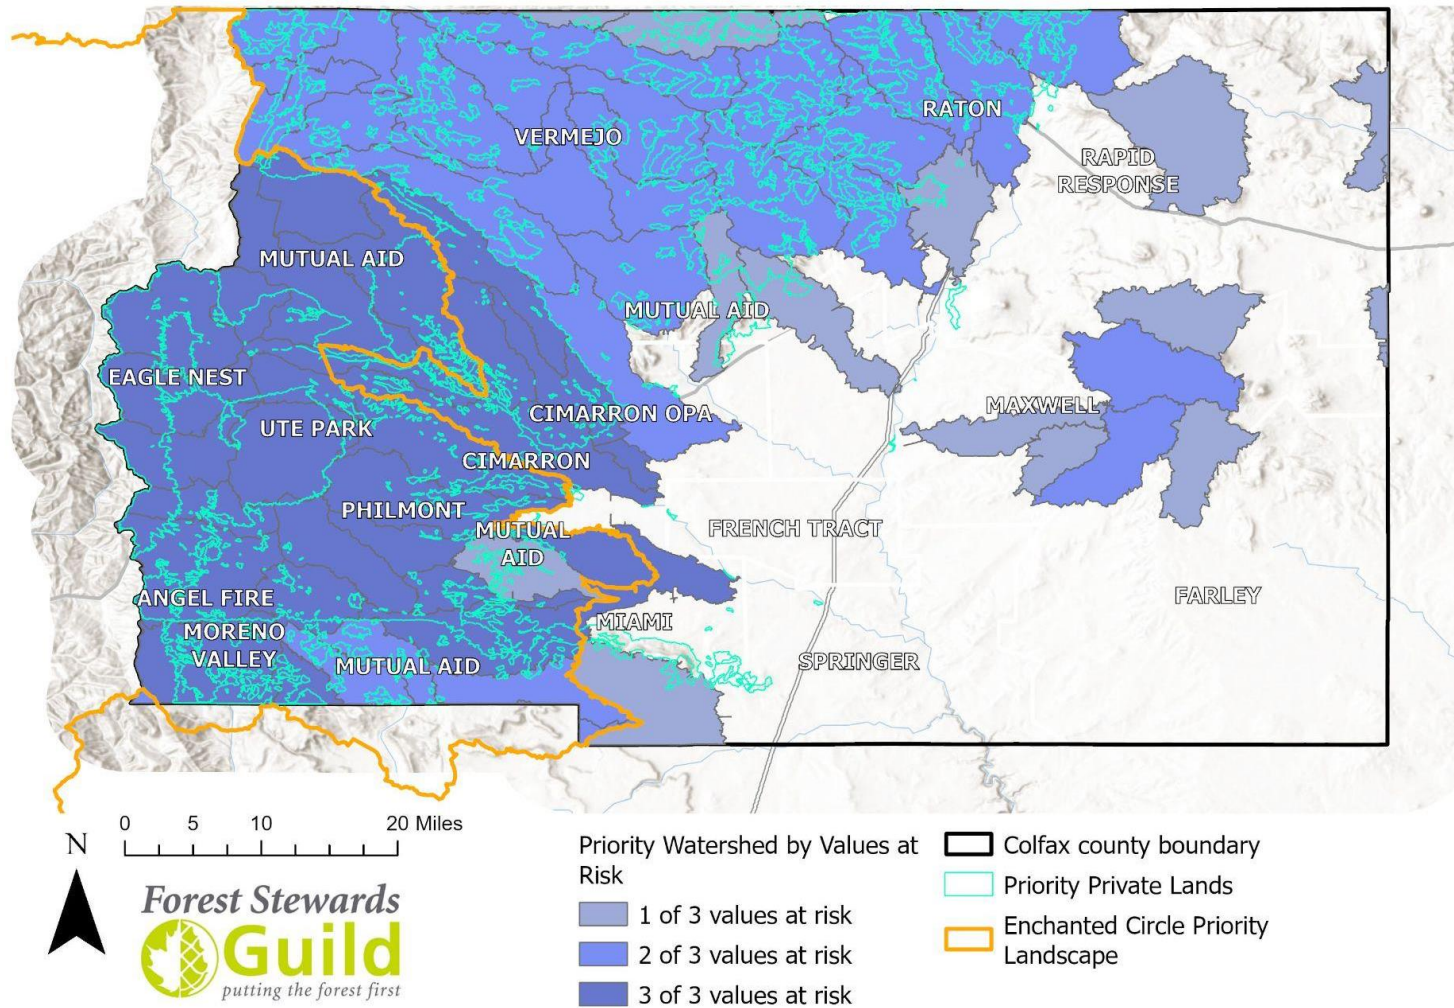 VERMEJO
RATON
RAPID
RESPONSE
MUTUAL AID
MUTUAL AID
EAGLE NEST
UTE PARK
CIMARRON OPA
MAXWELL
CIMARRON
PHILMONT
MUTUAL
AID
FRENCH TRACT
ANGEL FIRE
FARLEY
MIAMI
MORENO
VALLEY
MUTUAL AID
SPRINGER
N
0 5 10 20 Miles
Forest Stewards
Guild
putting the forest first
Priority Watershed by Values at
Risk
1 of 3 values at risk
2 of 3 values at risk
3 of 3 values at risk
Colfax county boundary
Priority Private Lands
Enchanted Circle Priority
Landscape